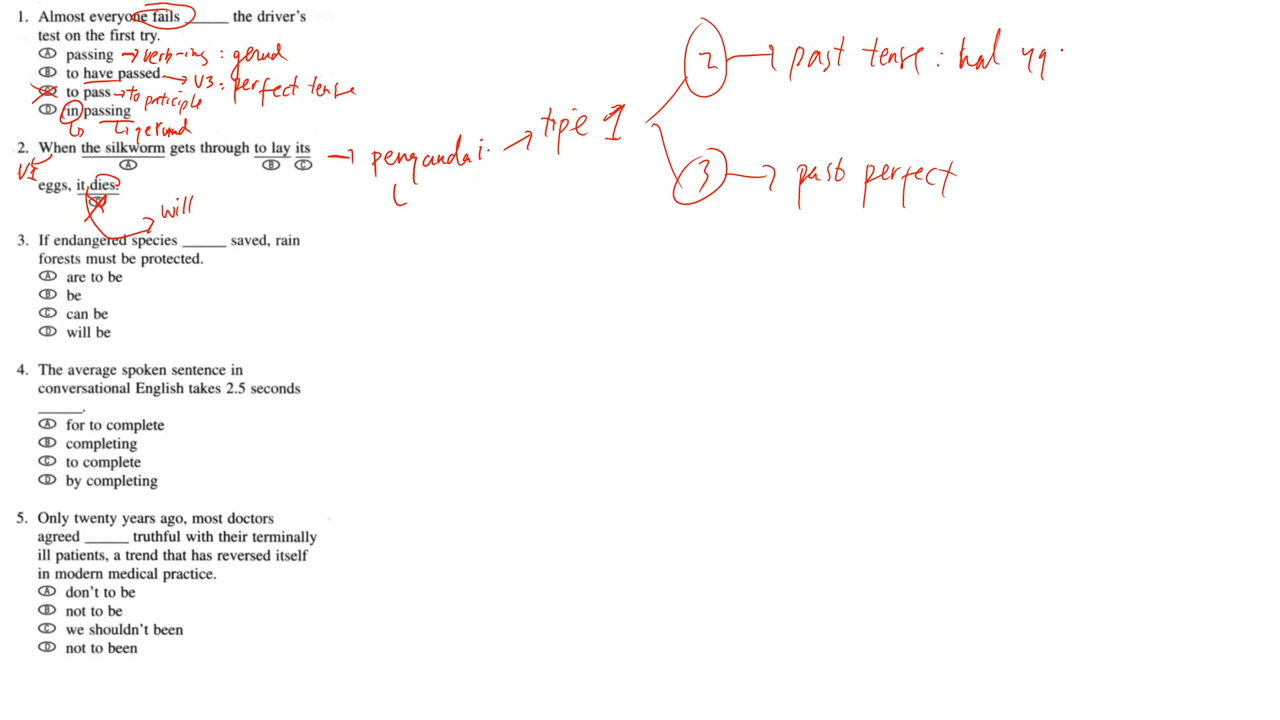 1. Almost everyone fails _____ the driver's
test on the first try.
A passing → verb-ing : gerund
B to have passed → V3 : perfect tense
C to pass → to participle
D in passing
2. When the silkworm gets through to lay its → pengandai → tipe 1
A B C
V1
eggs, it dies.
will
2 → past tense : hal yg
3 → past perfect
3. If endangered species _____ saved, rain
forests must be protected.
A are to be
B be
C can be
D will be
4. The average spoken sentence in
conversational English takes 2.5 seconds
_____.
A for to complete
B completing
C to complete
D by completing
5. Only twenty years ago, most doctors
agreed _____ truthful with their terminally
ill patients, a trend that has reversed itself
in modern medical practice.
A don't to be
B not to be
C we shouldn't been
D not to been